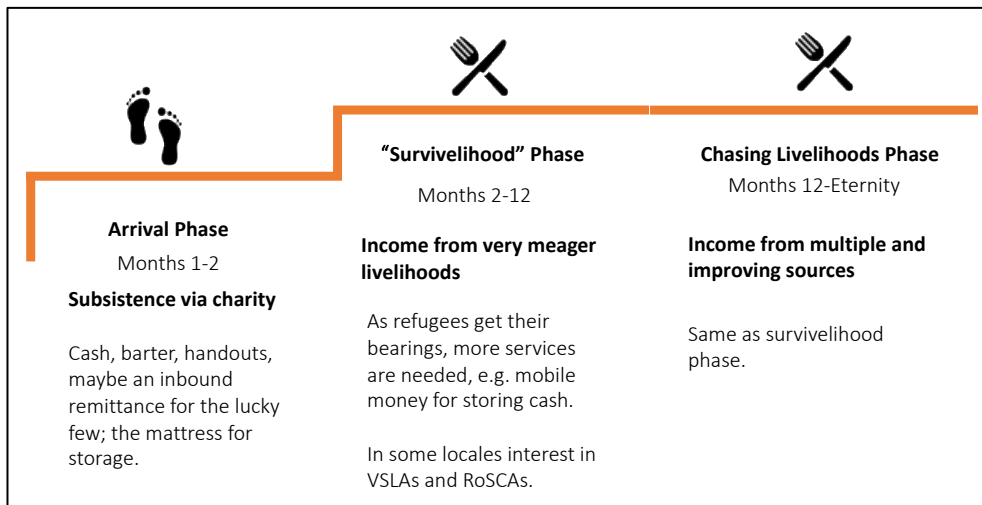 Arrival Phase
Months 1-2
Subsistence via charity
Cash, barter, handouts,
maybe an inbound
remittance for the lucky
few; the mattress for
storage.
“Survivelihood” Phase
Months 2-12
Income from very meager
livelihoods
As refugees get their
bearings, more services
are needed, e.g. mobile
money for storing cash.
In some locales interest in
VSLAs and RoSCAs.
Chasing Livelihoods Phase
Months 12-Eternity
Income from multiple and
improving sources
Same as survivelihood
phase.